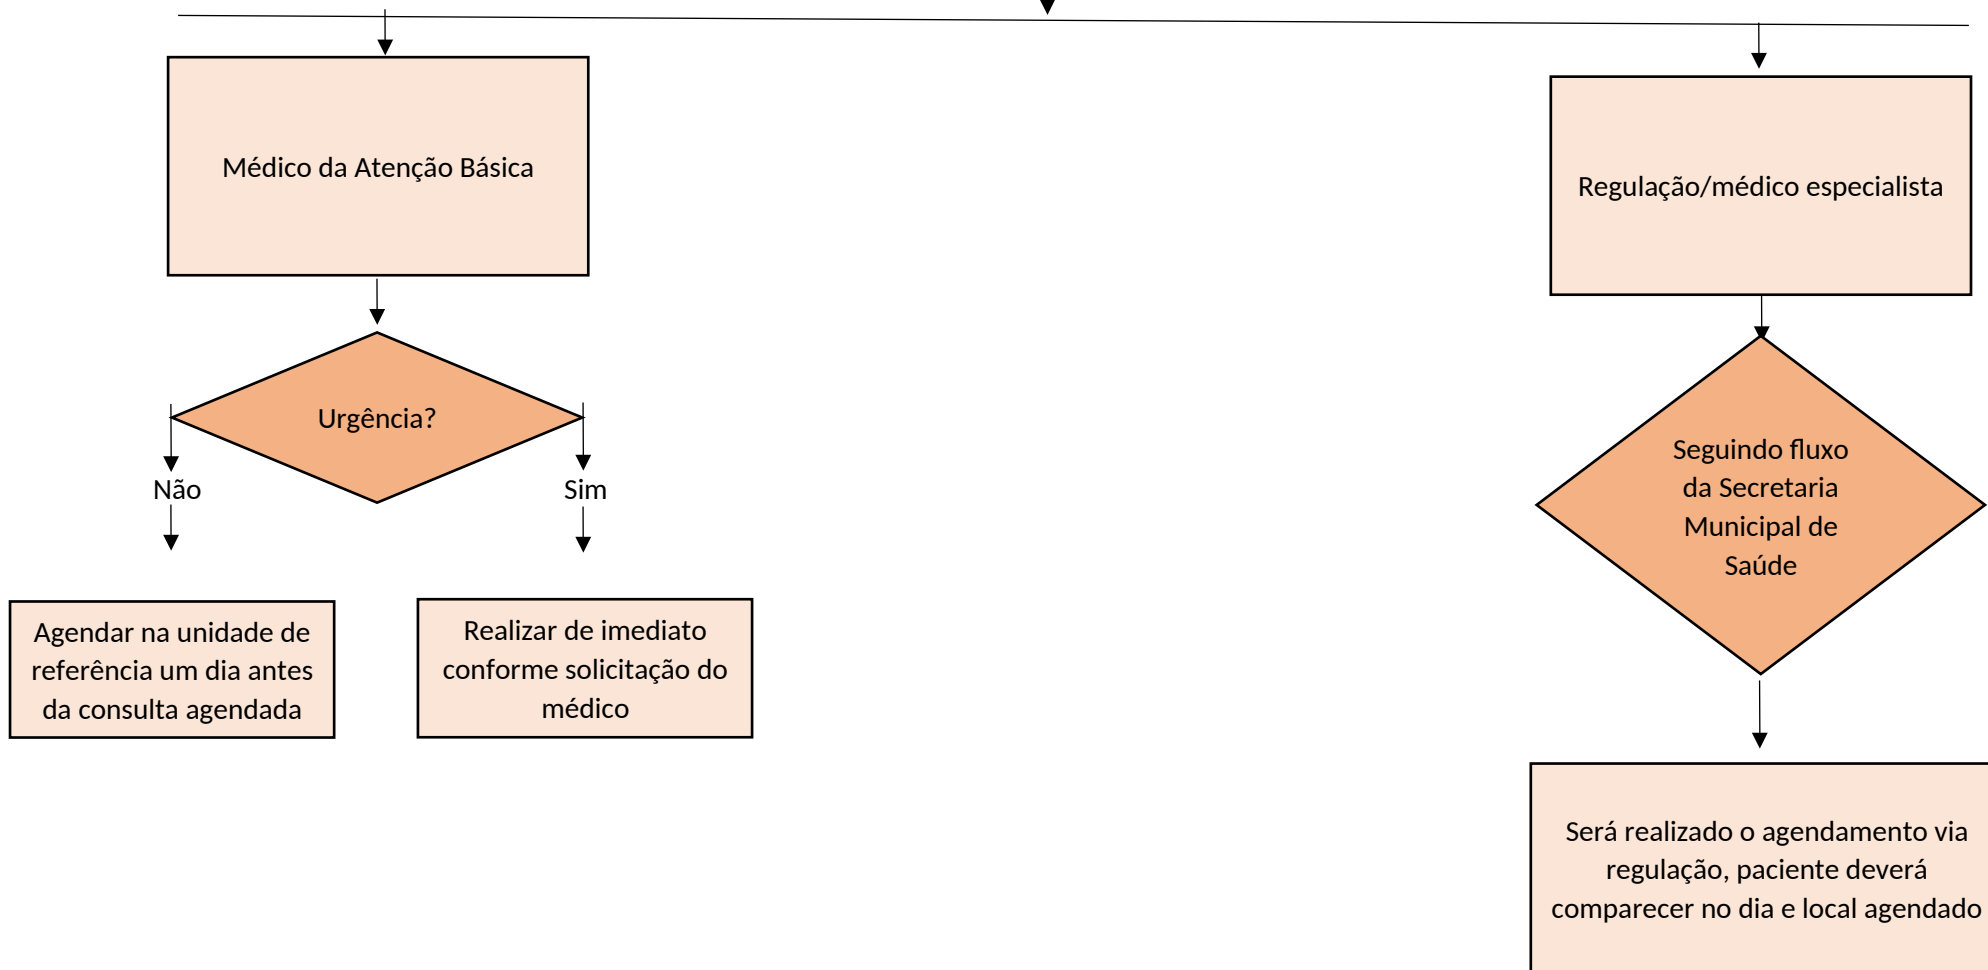 Médico da Atenção Básica
Regulação/médico especialista
Urgência?
Não
Sim
Seguindo fluxo
da Secretaria
Municipal de
Saúde
Agendar na unidade de
referência um dia antes
da consulta agendada
Realizar de imediato
conforme solicitação do
médico
Será realizado o agendamento via
regulação, paciente deverá
comparecer no dia e local agendado